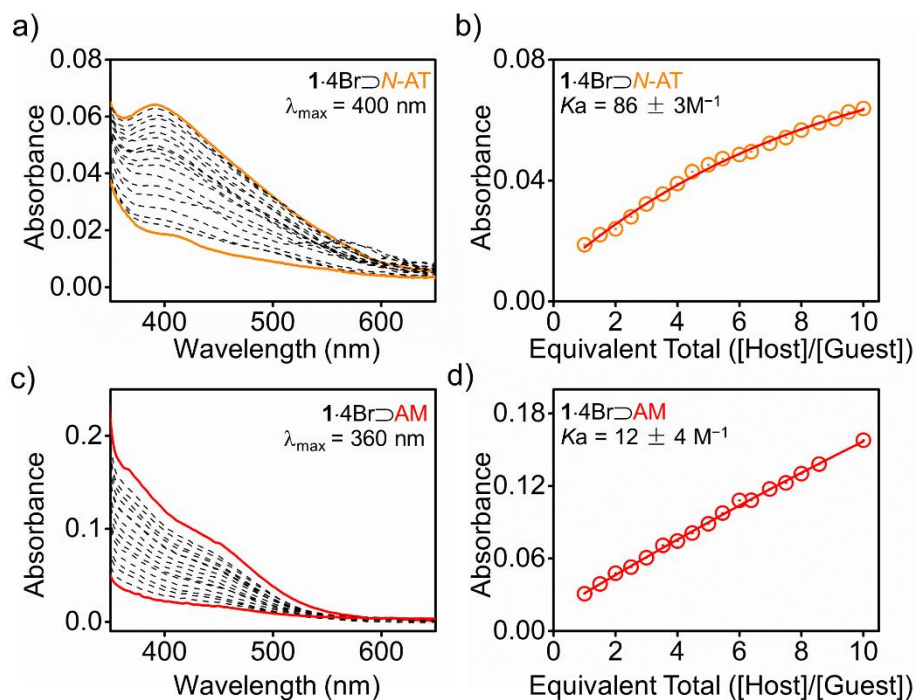 a)
1·4Br⊃N-AT
λmax = 400 nm
0.08
0.06
0.04
0.02
0.00
Absorbance
400 500 600
Wavelength (nm)
b)
1·4Br⊃N-AT
Ka = 86 ± 3M⁻¹
0.08
0.04
0.00
Absorbance
0 2 4 6 8 10
Equivalent Total ([Host]/[Guest])
c)
1·4Br⊃AM
λmax = 360 nm
0.2
0.1
0.0
Absorbance
400 500 600
Wavelength (nm)
d)
1·4Br⊃AM
Ka = 12 ± 4 M⁻¹
0.18
0.12
0.06
0.00
Absorbance
0 2 4 6 8 10
Equivalent Total ([Host]/[Guest])